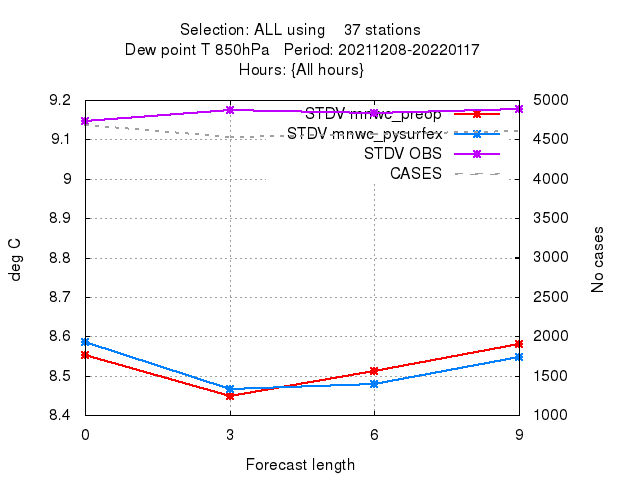 Selection: ALL using 37 stations
Dew point T 850hPa Period: 20211208-20220117
Hours: {All hours}
9.2 5000
STDV mnwc_preop
9.1 4500
STDV mnwc_pysurfex
STDV OBS
9 4000
CASES
8.9 3500
8.8 3000
deg C
No cases
8.7 2500
8.6 2000
8.5 1500
8.4 1000
0 3 6 9
Forecast length